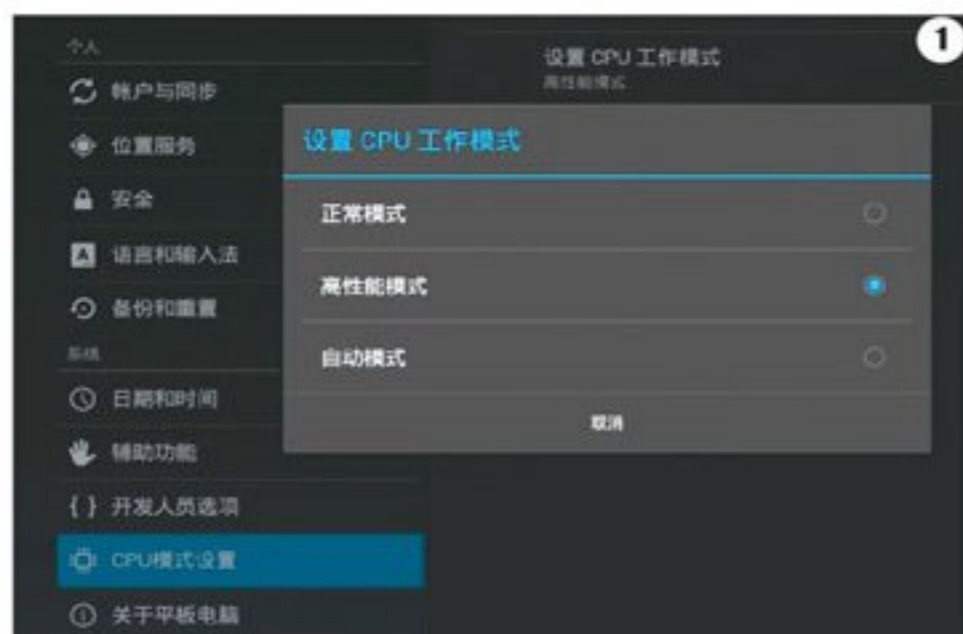 1
个人
帐户与同步
位置服务
安全
语言和输入法
备份和重置
系统
日期和时间
辅助功能
{ } 开发人员选项
CPU模式设置
关于平板电脑
设置 CPU 工作模式
高性能模式
设置 CPU 工作模式
正常模式
高性能模式
自动模式
取消